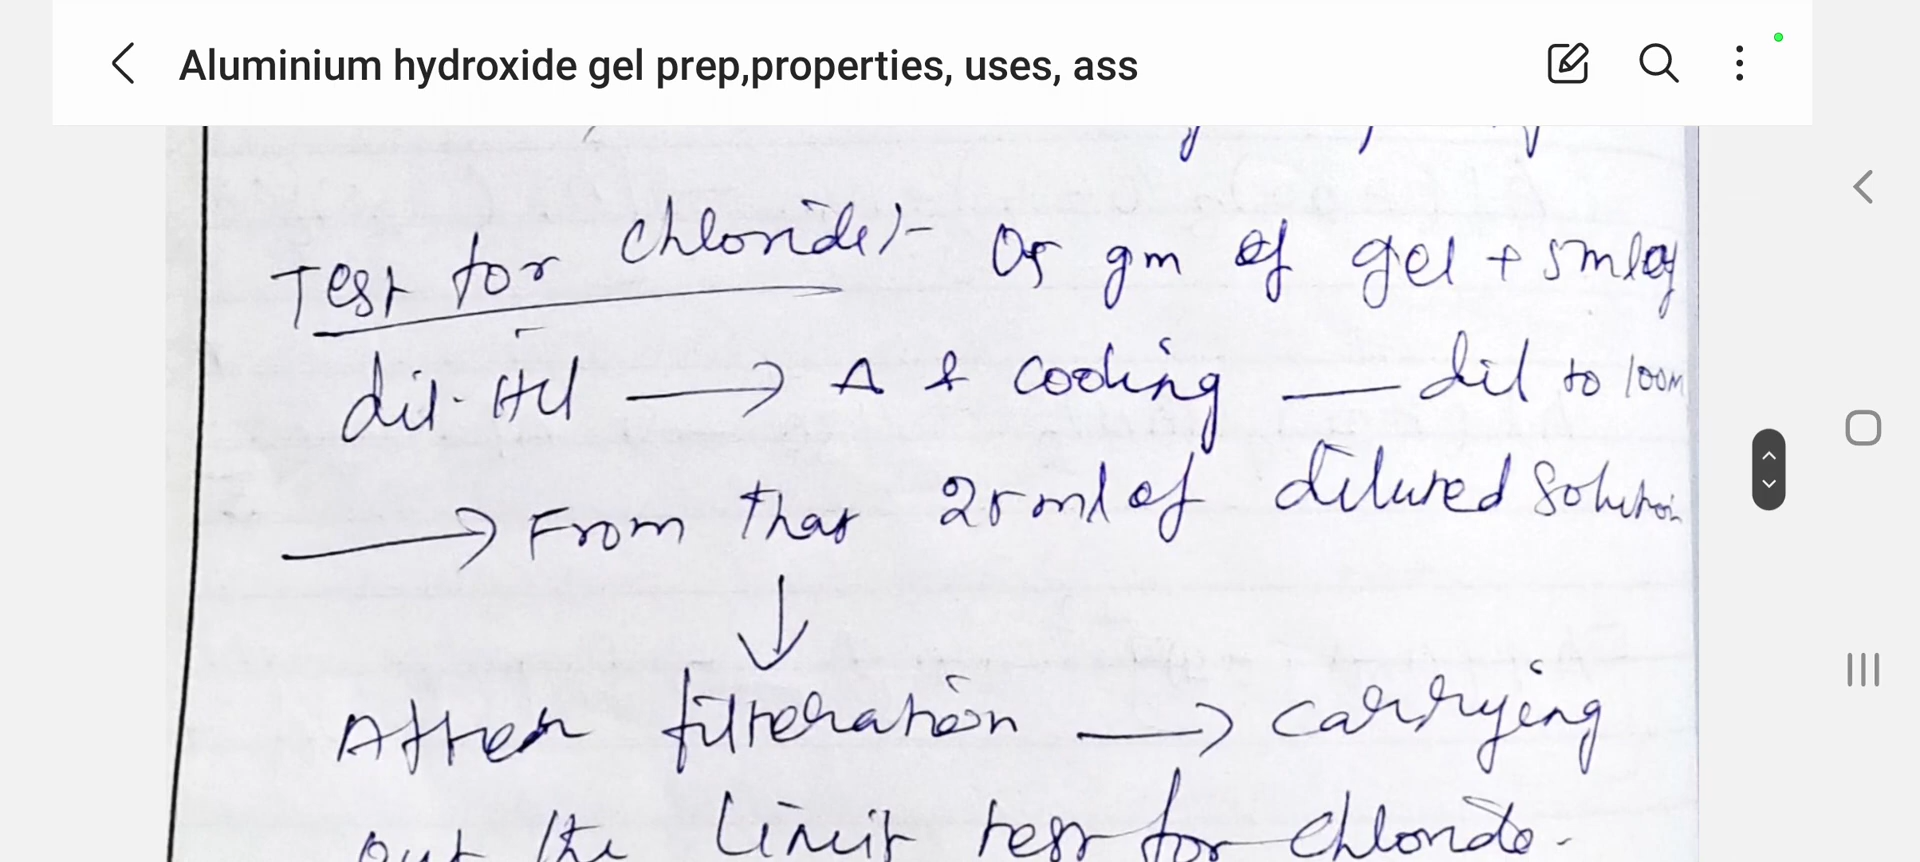 Aluminium hydroxide gel prep,properties, uses, ass
Test for Chloride:- 05 gm of gel + 5ml of
dil. HCl → Δ & Cooling — dil to 100M
→ From that 25ml of diluted Solution
↓
After filteration → carrying
out the limit test for chloride.